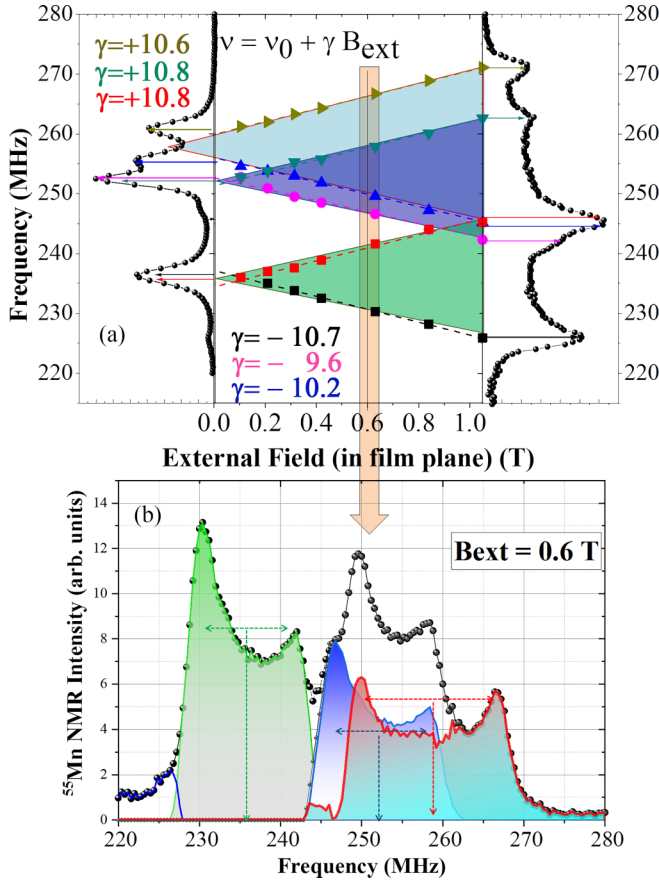 280
270
260
250
240
230
220
Frequency (MHz)
γ=+10.6
γ=+10.8
γ=+10.8
ν = ν0 + γ Bext
(a)
γ= − 10.7
γ= − 9.6
γ= − 10.2
280
270
260
250
240
230
220
0.0 0.2 0.4 0.6 0.8 1.0
External Field (in film plane) (T)
(b)
Bext = 0.6 T
14
12
10
8
6
4
2
0
55Mn NMR Intensity (arb. units)
220 230 240 250 260 270 280
Frequency (MHz)